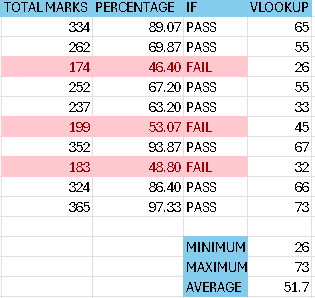 TOTAL MARKS PERCENTAGE IF VLOOKUP
334 89.07 PASS 65
262 69.87 PASS 55
174 46.40 FAIL 26
252 67.20 PASS 55
237 63.20 PASS 33
199 53.07 FAIL 45
352 93.87 PASS 67
183 48.80 FAIL 32
324 86.40 PASS 66
365 97.33 PASS 73
MINIMUM 26
MAXIMUM 73
AVERAGE 51.7